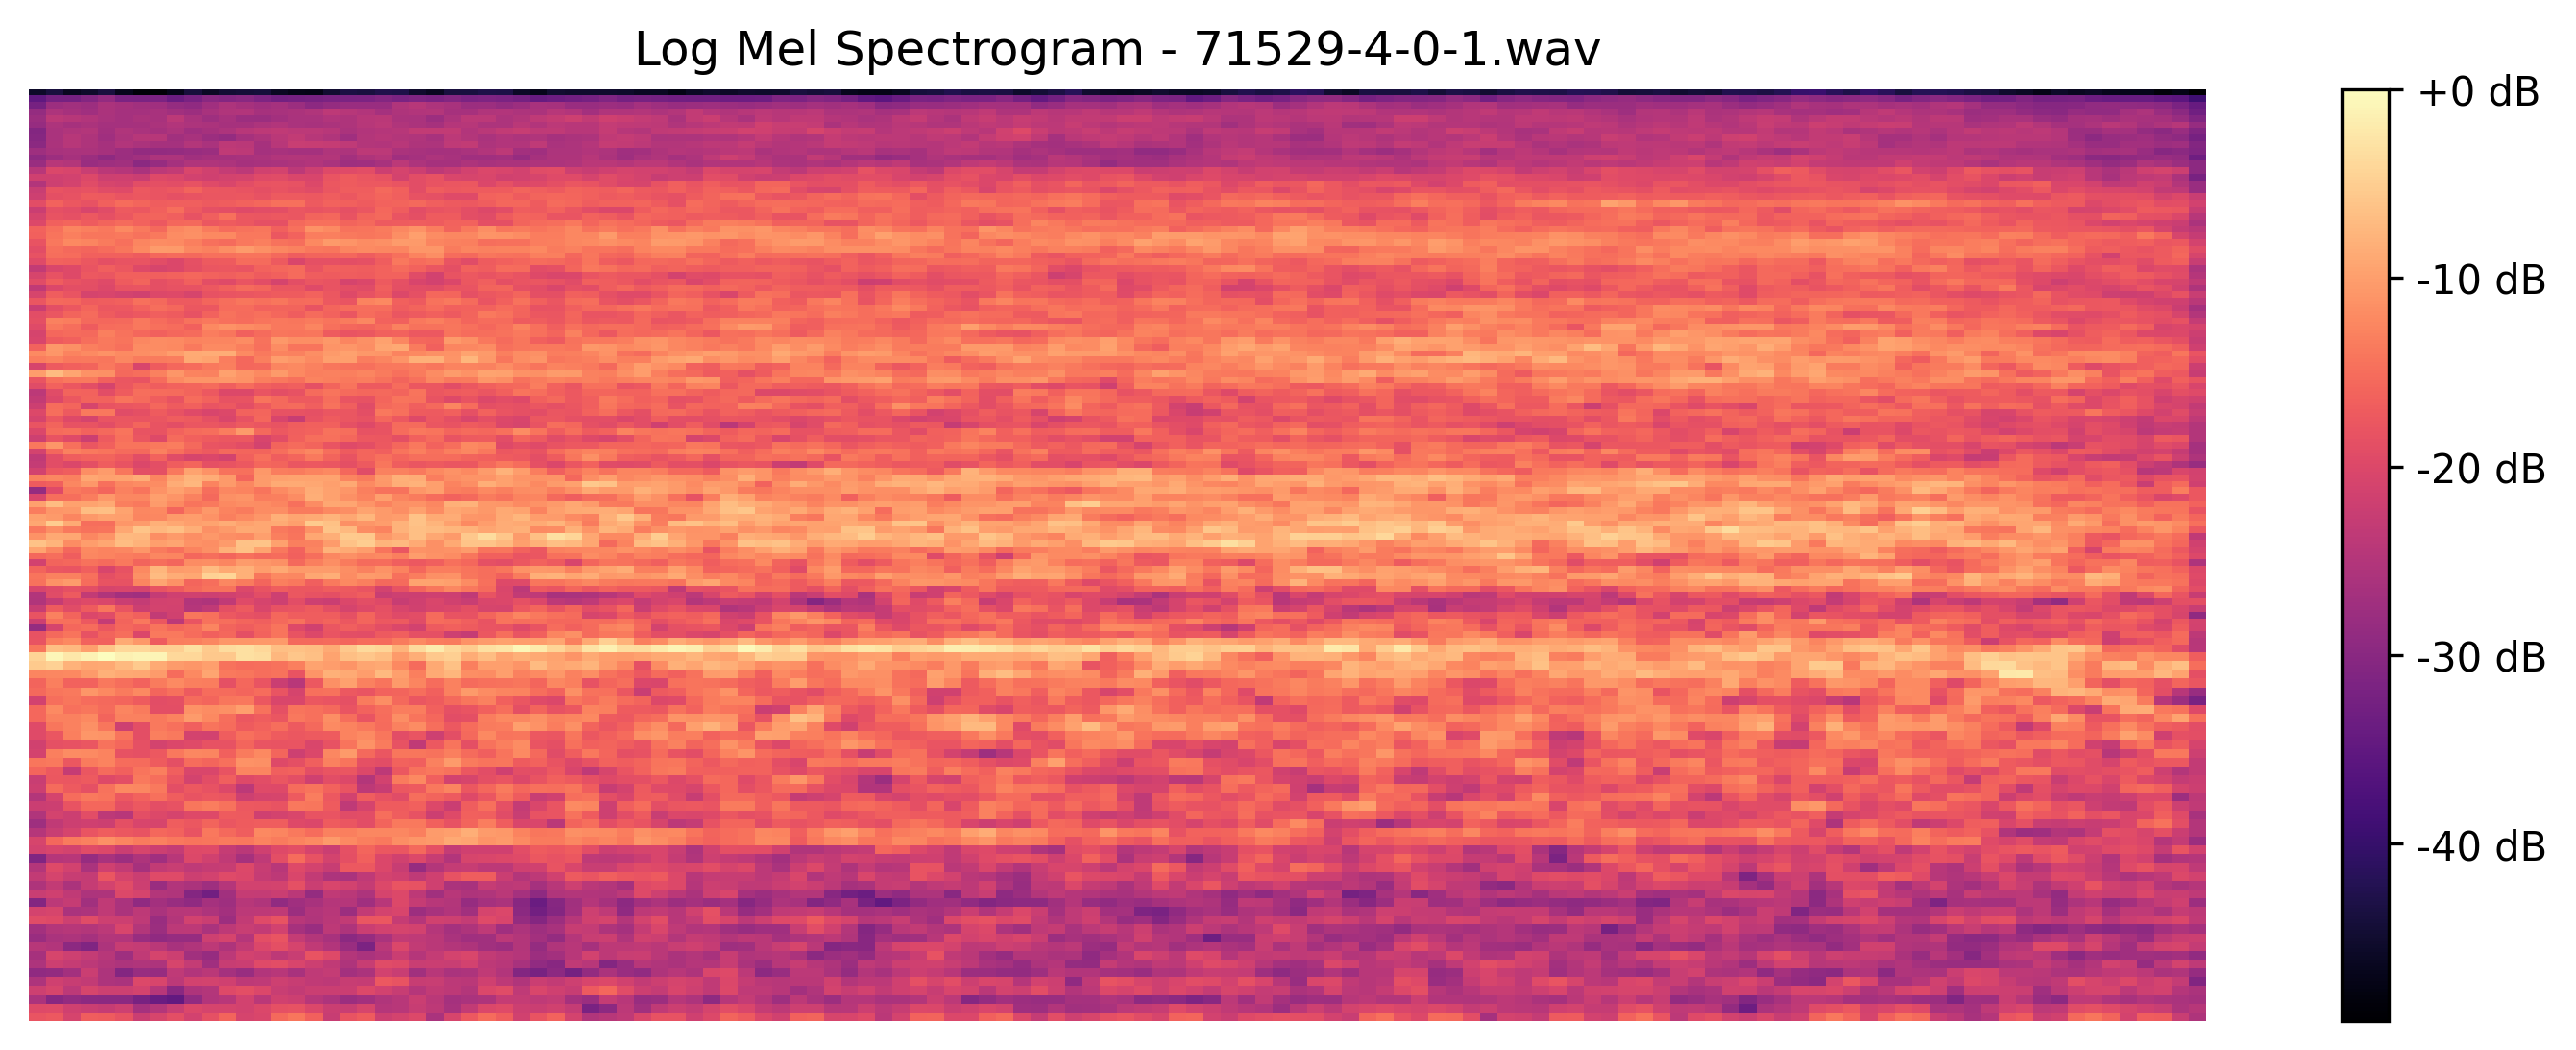 Log Mel Spectrogram - 71529-4-0-1.wav
+0 dB
-10 dB
-20 dB
-30 dB
-40 dB